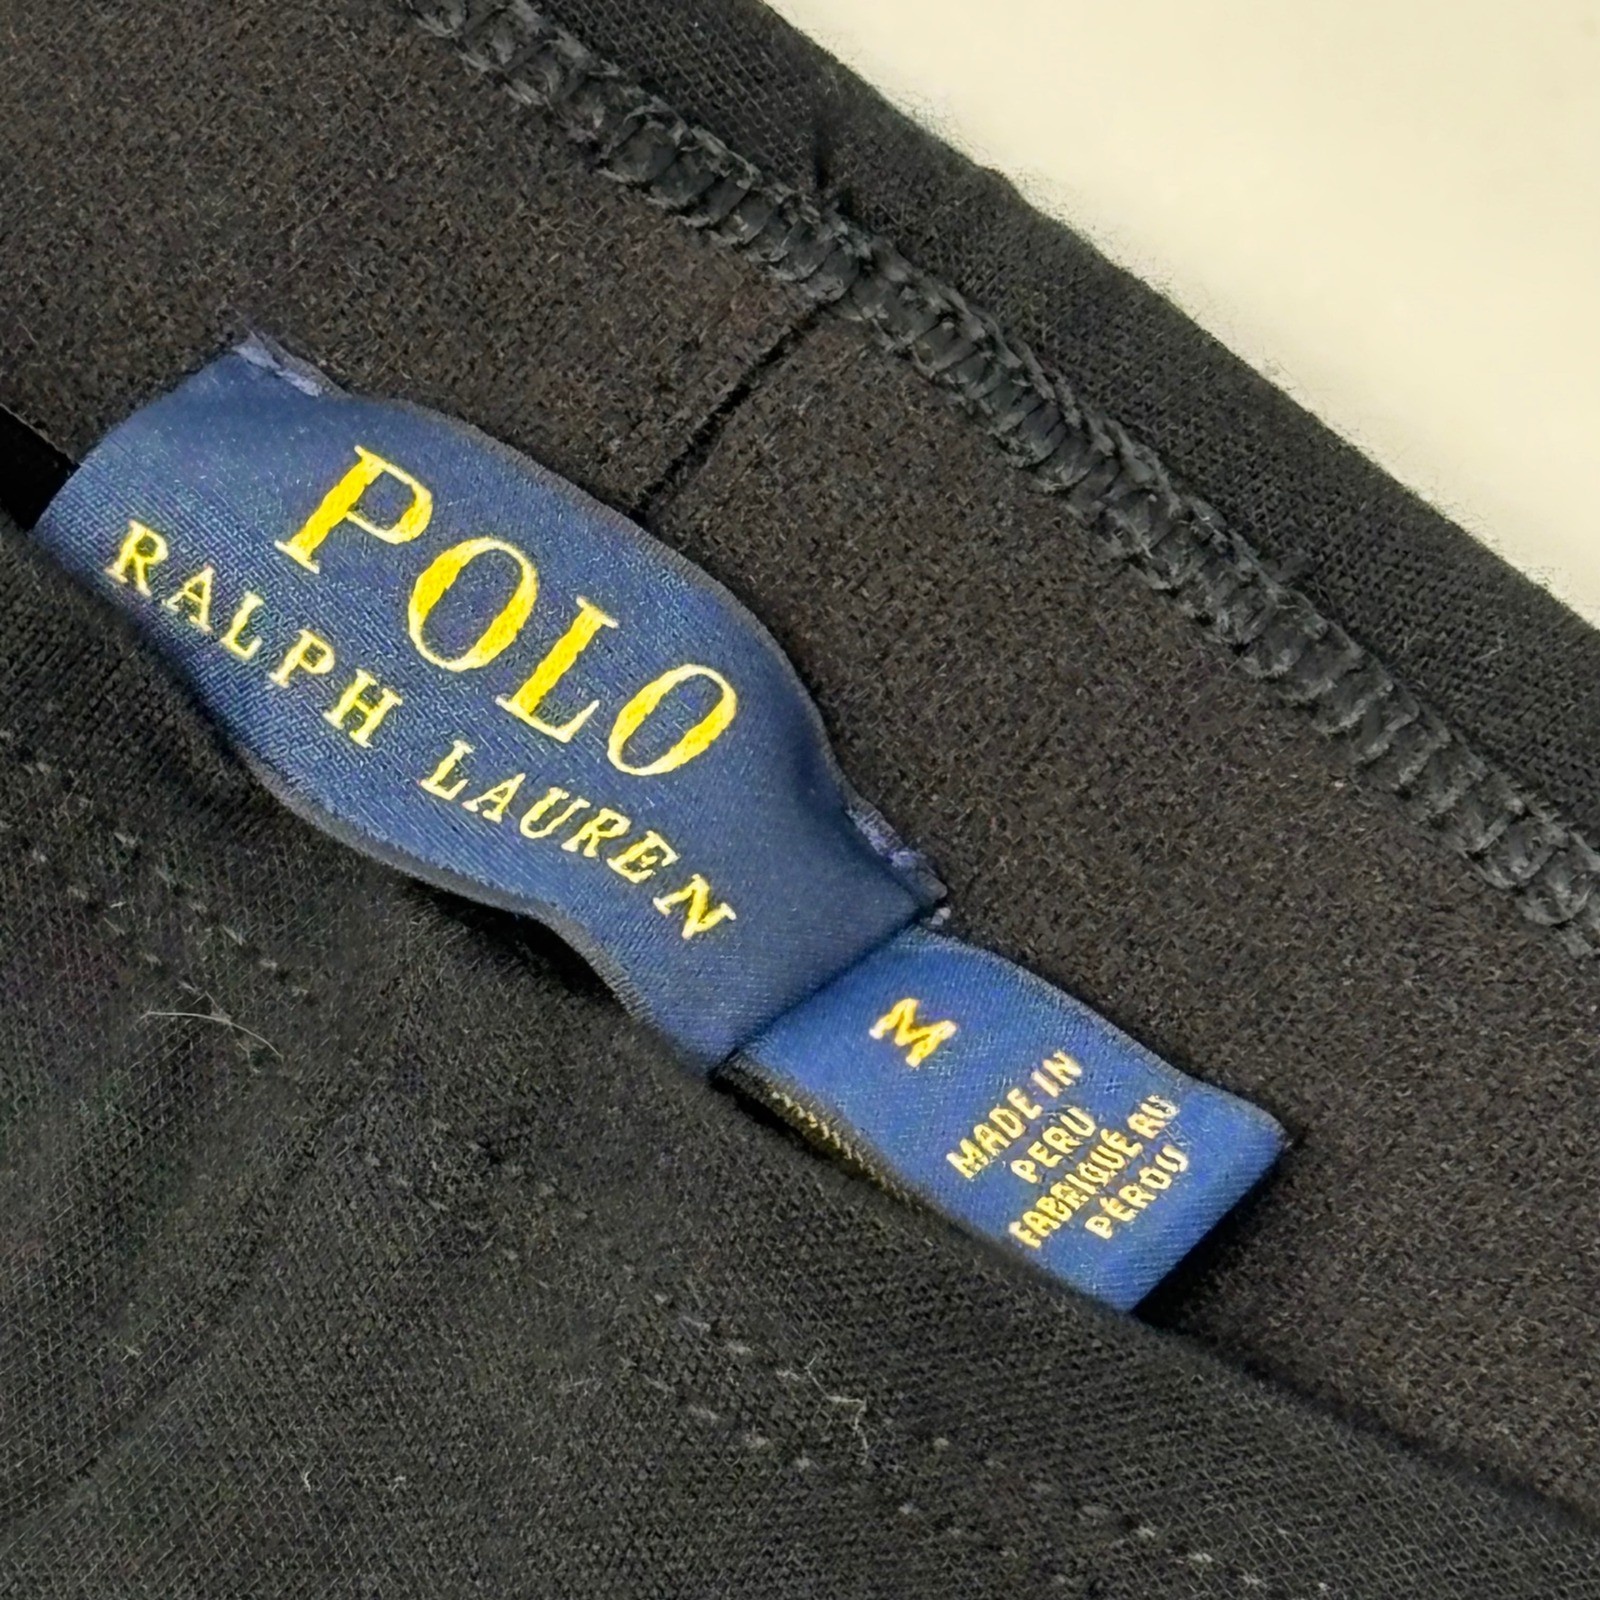 POLO
RALPH LAUREN
M
MADE IN
PERU
FABRIQUÉ AU
PÉROU